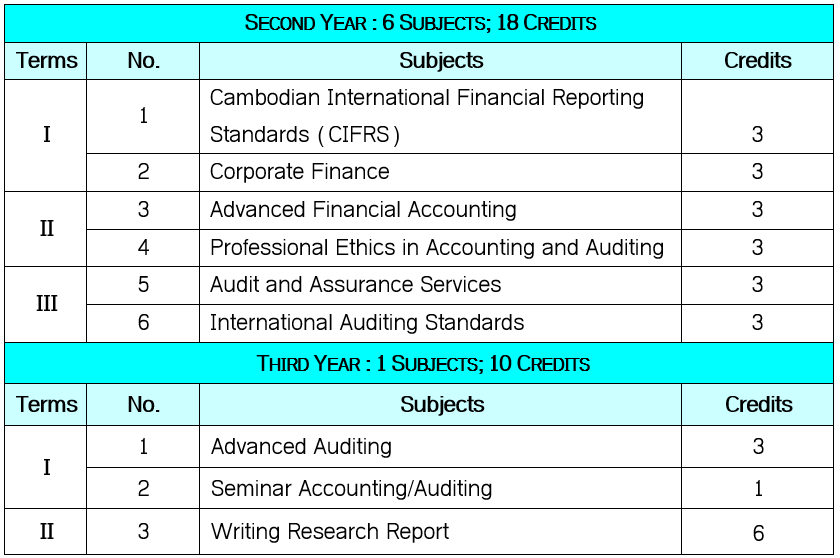 SECOND YEAR : 6 SUBJECTS; 18 CREDITS
Terms No. Subjects Credits
I 1 Cambodian International Financial Reporting
Standards (CIFRS) 3
2 Corporate Finance 3
II 3 Advanced Financial Accounting 3
4 Professional Ethics in Accounting and Auditing 3
III 5 Audit and Assurance Services 3
6 International Auditing Standards 3
THIRD YEAR : 1 SUBJECTS; 10 CREDITS
Terms No. Subjects Credits
I 1 Advanced Auditing 3
2 Seminar Accounting/Auditing 1
II 3 Writing Research Report 6